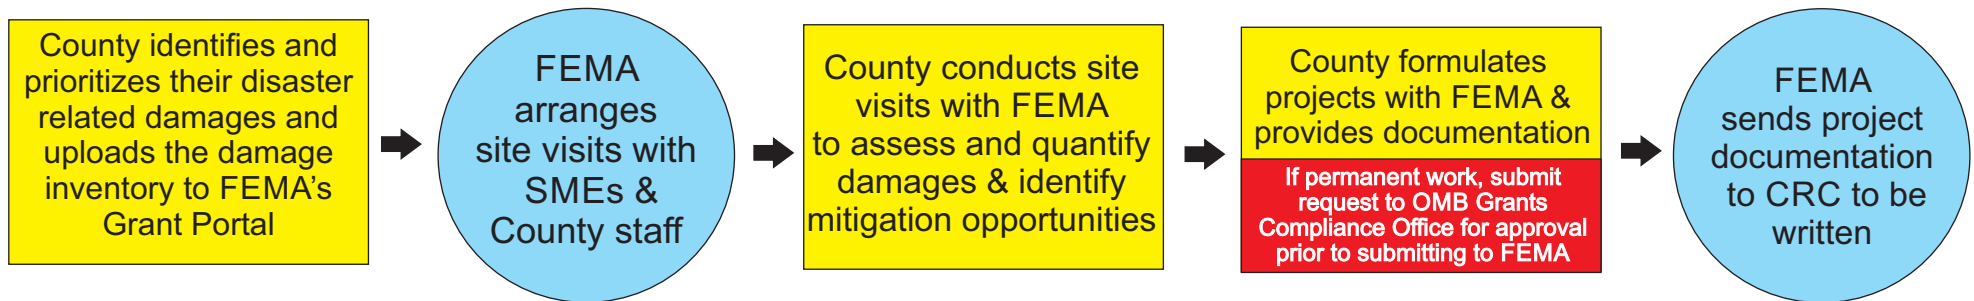 County identifies and
prioritizes their disaster
related damages and
uploads the damage
inventory to FEMA’s
Grant Portal
FEMA
arranges
site visits with
SMEs &
County staff
County conducts site
visits with FEMA
to assess and quantify
damages & identify
mitigation opportunities
County formulates
projects with FEMA &
provides documentation
If permanent work, submit
request to OMB Grants
Compliance Office for approval
prior to submitting to FEMA
FEMA
sends project
documentation
to CRC to be
written